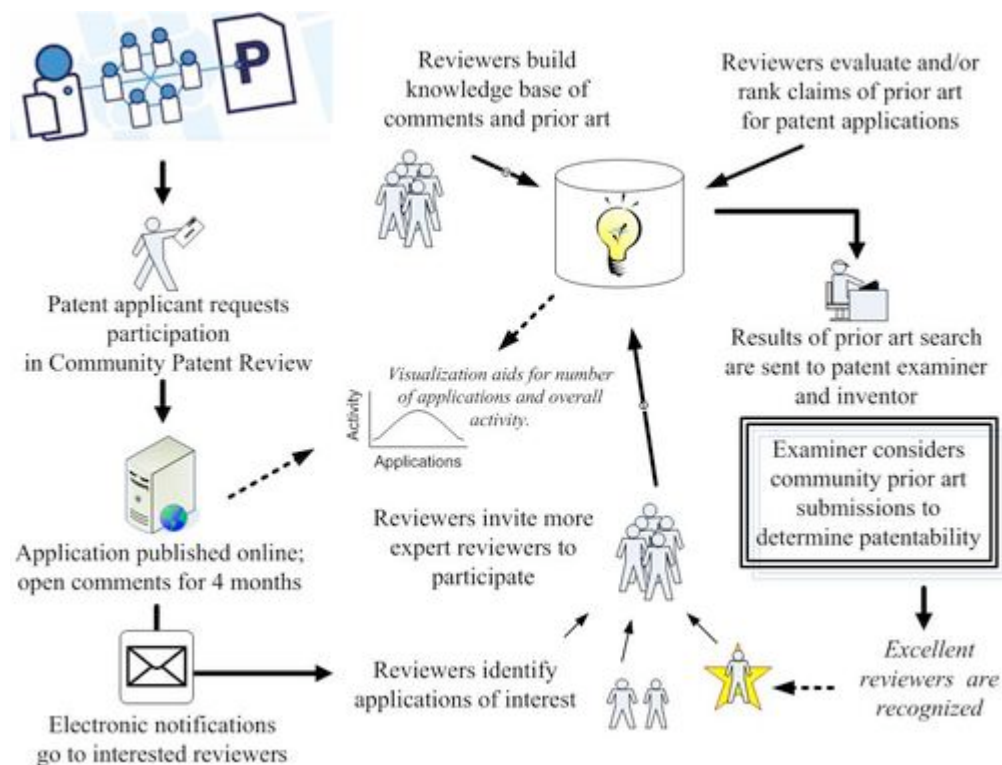 P
Patent applicant requests
participation
in Community Patent Review
Application published online;
open comments for 4 months
Electronic notifications
go to interested reviewers
Reviewers identify
applications of interest
Reviewers invite more
expert reviewers to
participate
Reviewers build
knowledge base of
comments and prior art
Reviewers evaluate and/or
rank claims of prior art
for patent applications
Visualization aids for number
of applications and overall
activity.
Activity
Applications
Results of prior art search
are sent to patent examiner
and inventor
Examiner considers
community prior art
submissions to
determine patentability
Excellent
reviewers are
recognized